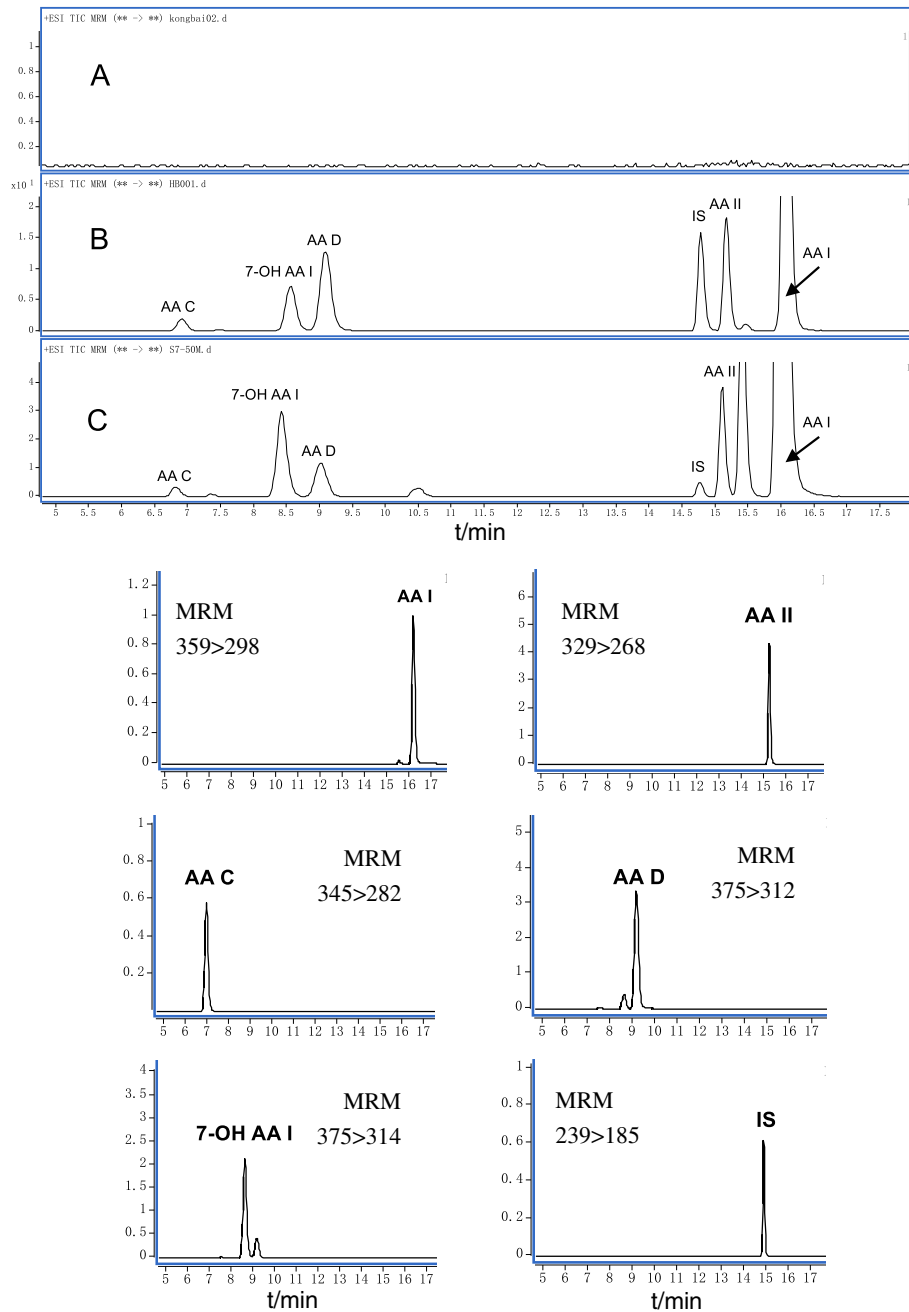 +ESI TIC MRM (** -> **) kongbai02.d
1
0.8
0.6
0.4
0.2
A
x10 1
+ESI TIC MRM (** -> **) HB001.d
2
1.5
1
0.5
0
B
AA C
7-OH AA I
AA D
IS
AA II
AA I
+ESI TIC MRM (** -> **) S7-50M.d
4
3
2
1
0
C
AA C
7-OH AA I
AA D
IS
AA II
AA I
5 5.5 6 6.5 7 7.5 8 8.5 9 9.5 10 10.5 11 11.5 12 12.5 13 13.5 14 14.5 15 15.5 16 16.5 17 17.5
t/min
1.2
1
0.8
0.6
0.4
0.2
0
MRM
359>298
AA I
5 6 7 8 9 10 11 12 13 14 15 16 17
6
5
4
3
2
1
0
MRM
329>268
AA II
5 6 7 8 9 10 11 12 13 14 15 16 17
1
0.8
0.6
0.4
0.2
AA C
MRM
345>282
5 6 7 8 9 10 11 12 13 14 15 16 17
5
4
3
2
1
0
AA D
MRM
375>312
5 6 7 8 9 10 11 12 13 14 15 16 17
4
3.5
3
2.5
2
1.5
1
0.5
0
7-OH AA I
MRM
375>314
5 6 7 8 9 10 11 12 13 14 15 16 17
t/min
1
0.8
0.6
0.4
0.2
0
MRM
239>185
IS
5 6 7 8 9 10 11 12 13 14 15 16 17
t/min